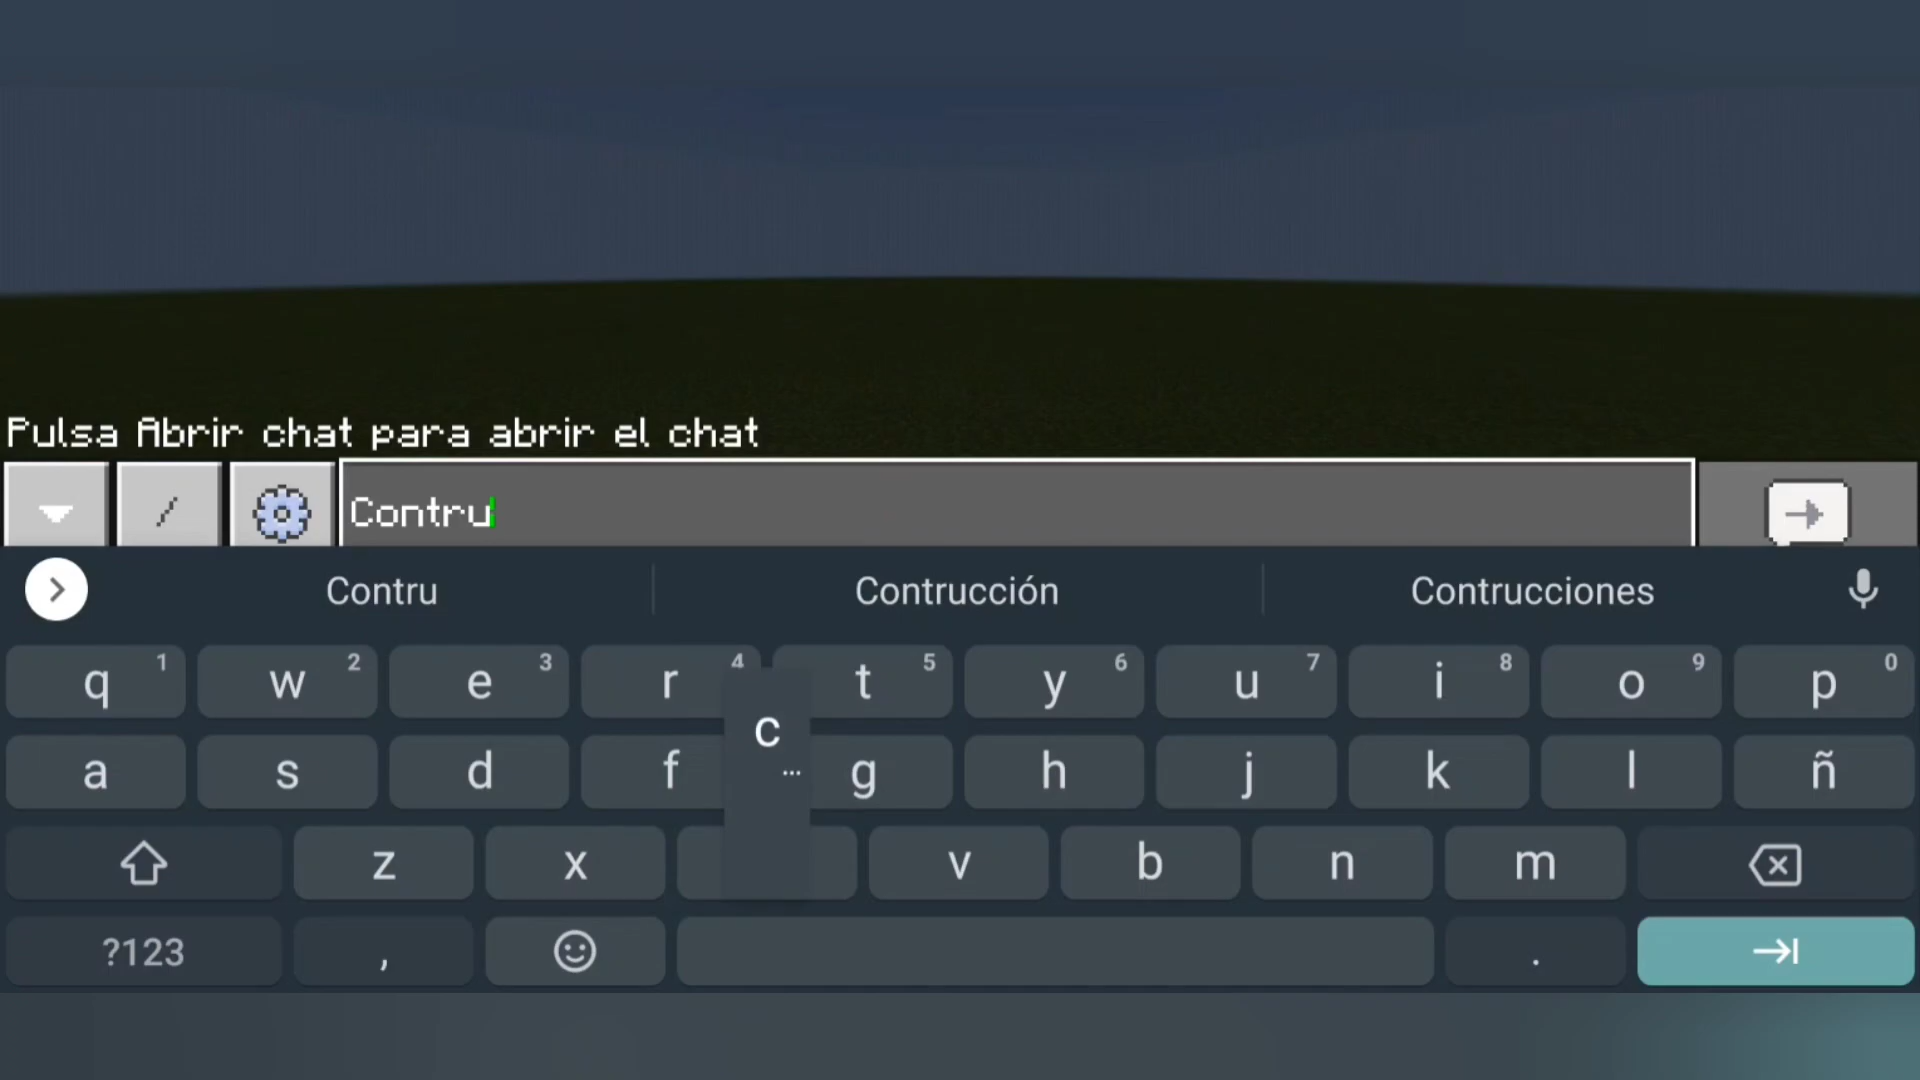 Pulsa Abrir chat para abrir el chat
/ Contru
Contru Contrucción Contrucciones
q 1 w 2 e 3 r 4 t 5 y 6 u 7 i 8 o 9 p 0
c ...
a s d f g h j k l ñ
z x v b n m
?123 , .